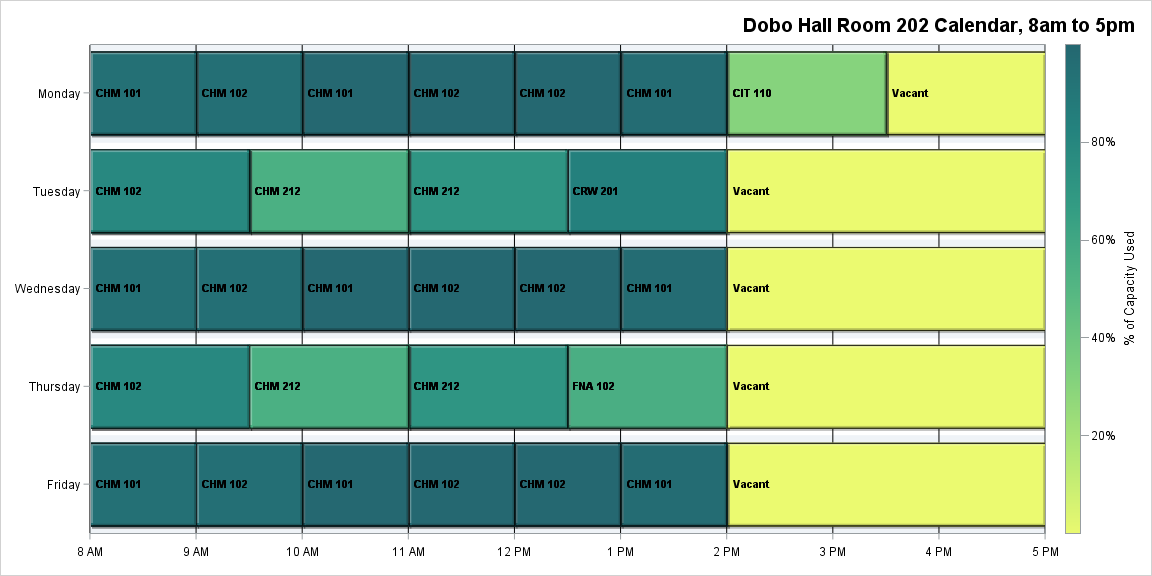 Dobo Hall Room 202 Calendar, 8am to 5pm
Monday
CHM 101
CHM 102
CHM 101
CHM 102
CHM 102
CHM 101
CIT 110
Vacant
Tuesday
CHM 102
CHM 212
CHM 212
CRW 201
Vacant
Wednesday
CHM 101
CHM 102
CHM 101
CHM 102
CHM 102
CHM 101
Vacant
Thursday
CHM 102
CHM 212
CHM 212
FNA 102
Vacant
Friday
CHM 101
CHM 102
CHM 101
CHM 102
CHM 102
CHM 101
Vacant
8 AM
9 AM
10 AM
11 AM
12 PM
1 PM
2 PM
3 PM
4 PM
5 PM
80%
60%
40%
20%
% of Capacity Used